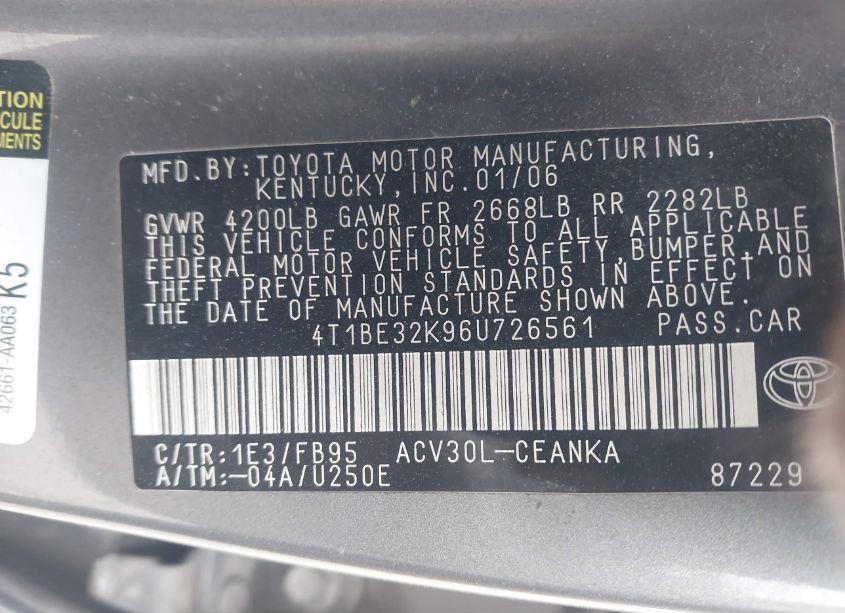 TION
CULE
MENTS
42661-AA063 K5
MFD.BY:TOYOTA MOTOR MANUFACTURING,
KENTUCKY,INC.01/06
GVWR 4200LB GAWR FR 2668LB RR 2282LB
THIS VEHICLE CONFORMS TO ALL APPLICABLE
FEDERAL MOTOR VEHICLE SAFETY,BUMPER,AND
THEFT PREVENTION STANDARDS IN EFFECT ON
THE DATE OF MANUFACTURE SHOWN ABOVE.
4T1BE32K96U726561 PASS.CAR
C/TR:1E3/FB95 ACV30L-CEANKA
A/TM:-04A/U250E 87229